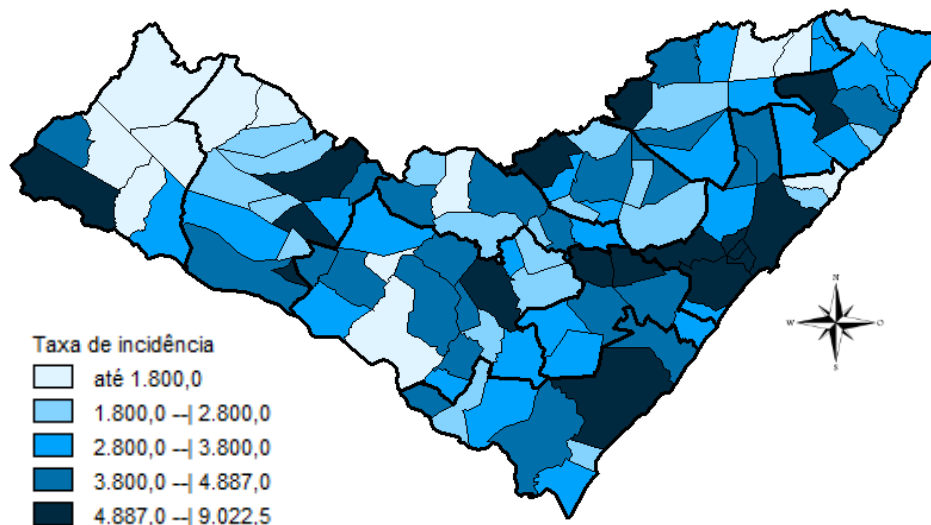 N
W
O
S
Taxa de incidência
até 1.800,0
1.800,0 --| 2.800,0
2.800,0 --| 3.800,0
3.800,0 --| 4.887,0
4.887,0 --| 9.022,5